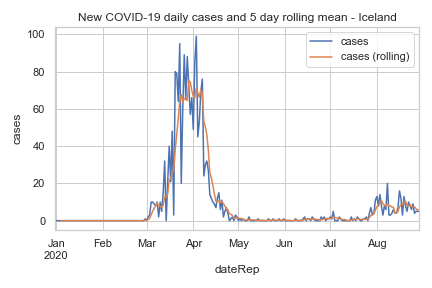 New COVID-19 daily cases and 5 day rolling mean - Iceland
cases
cases (rolling)
100
80
60
40
20
0
cases
Jan Feb Mar Apr May Jun Jul Aug
2020
dateRep